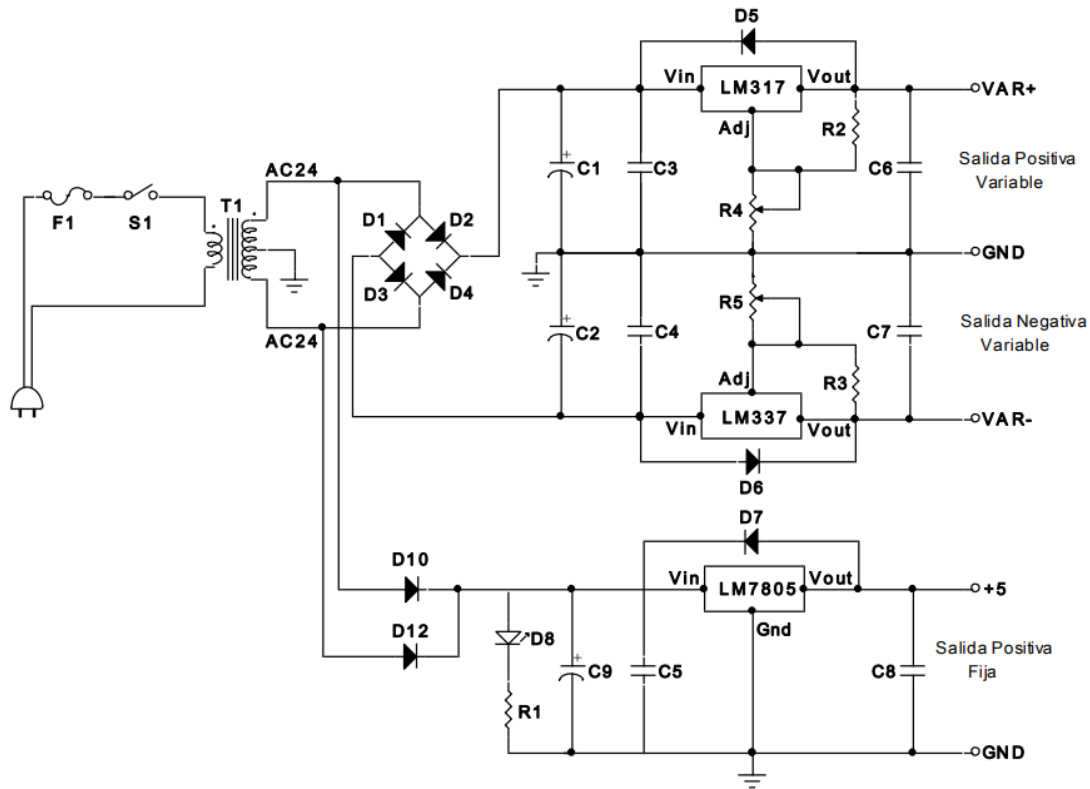 D5
Vin
LM317
Vout
VAR+
Adj
R2
C1
C3
C6
Salida Positiva
Variable
R4
AC24
T1
F1
S1
D1
D2
D3
D4
GND
AC24
R5
C2
C4
C7
Salida Negativa
Variable
Adj
R3
Vin
LM337
Vout
VAR-
D6
D7
D10
Vin
LM7805
Vout
+5
D12
Gnd
D8
C9
C5
C8
Salida Positiva
Fija
R1
GND